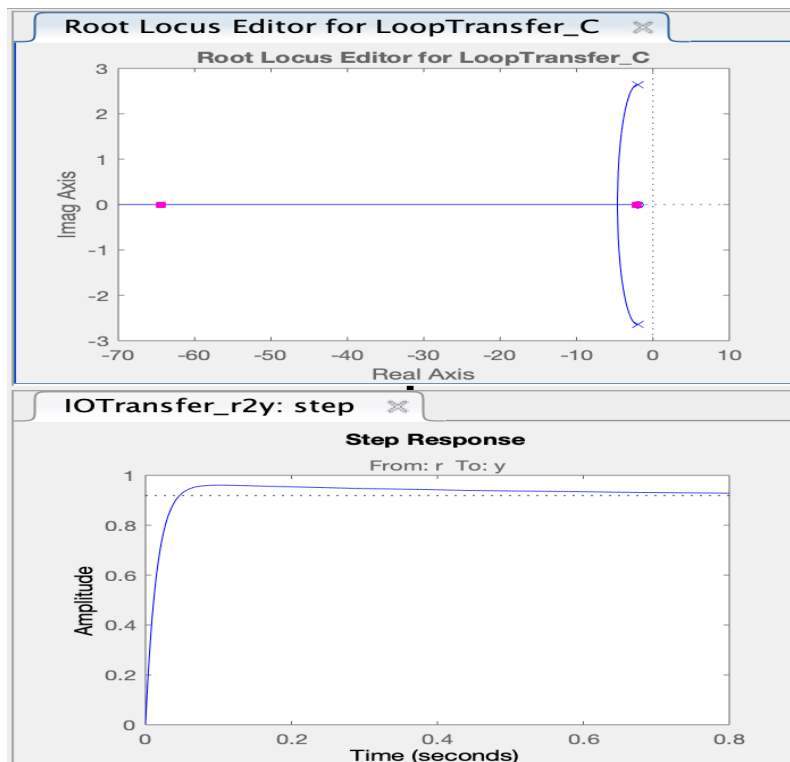 Root Locus Editor for LoopTransfer_C
Root Locus Editor for LoopTransfer_C
3
2
1
0
-1
-2
-3
Imag Axis
-70 -60 -50 -40 -30 -20 -10 0 10
Real Axis
IOTransfer_r2y: step
Step Response
From: r To: y
1
0.8
0.6
0.4
0.2
0
Amplitude
0 0.2 0.4 0.6 0.8
Time (seconds)